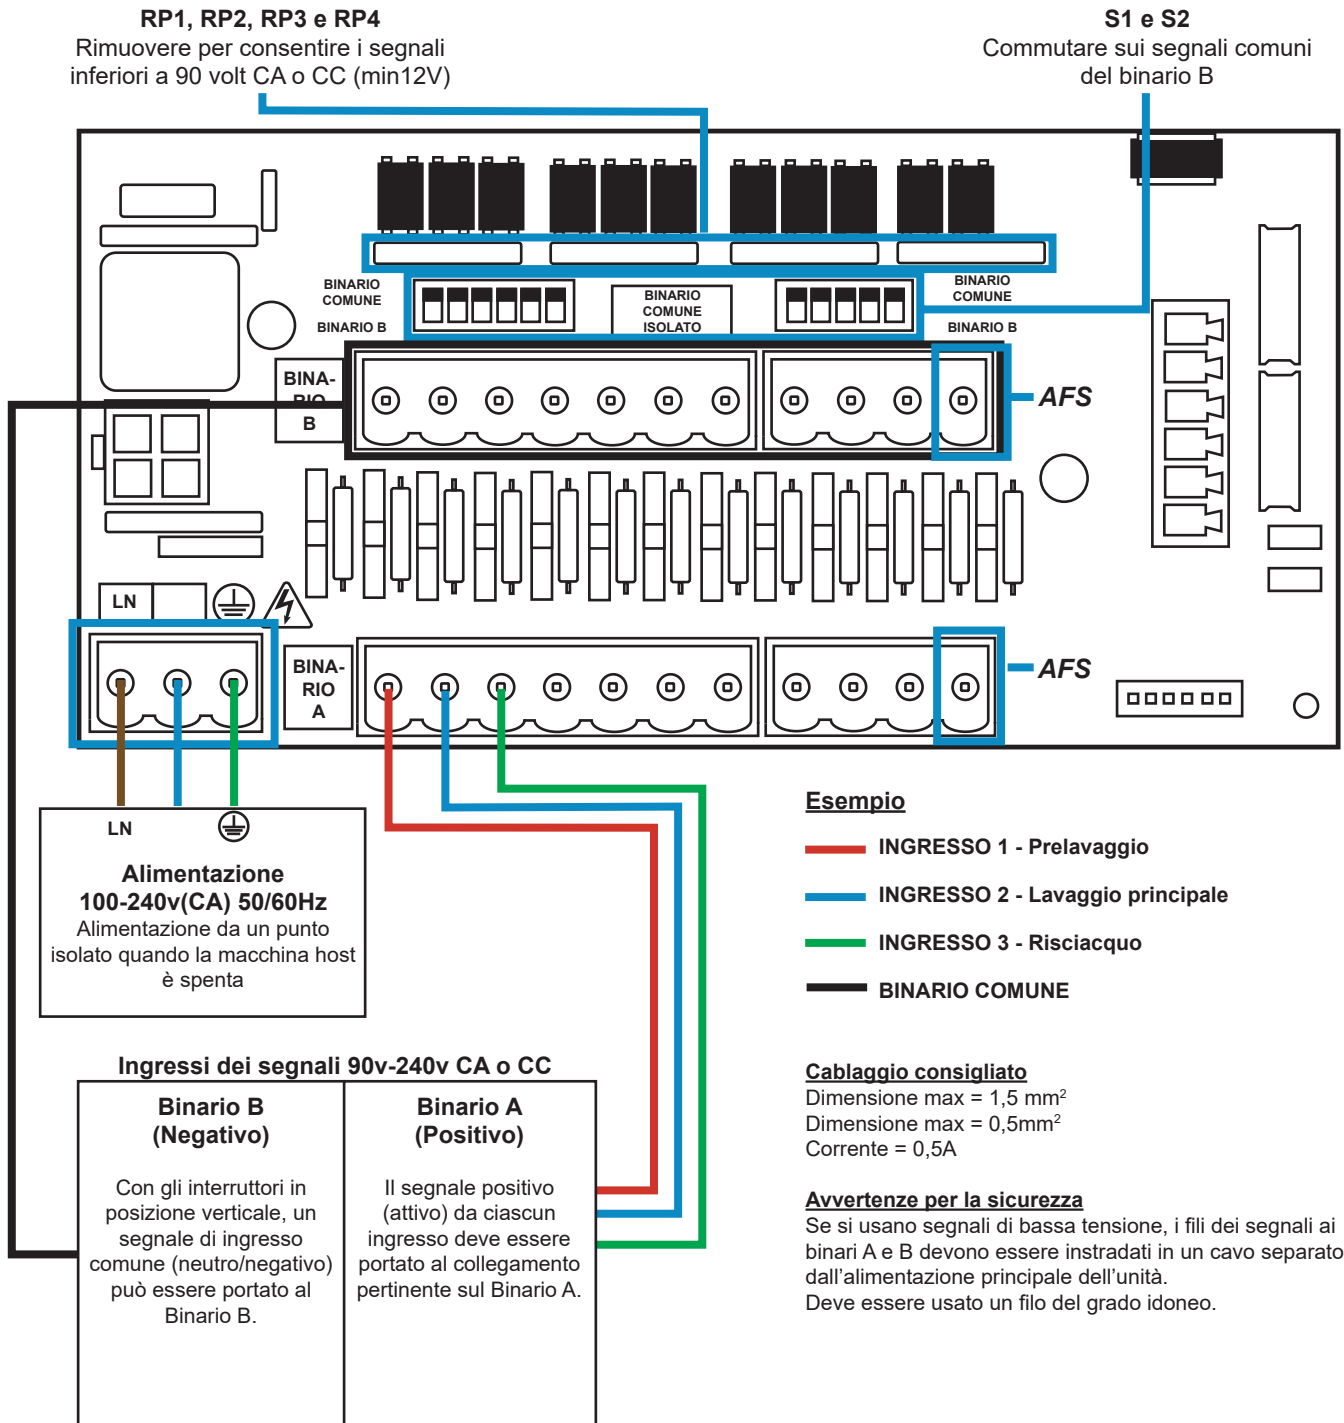 RP1, RP2, RP3 e RP4
Rimuovere per consentire i segnali
inferiori a 90 volt CA o CC (min12V)
S1 e S2
Commutare sui segnali comuni
del binario B
BINARIO
COMUNE
BINARIO B
BINARIO
COMUNE
ISOLATO
BINARIO
COMUNE
BINARIO B
BINA-
RIO
B
AFS
LN
BINA-
RIO
A
AFS
LN
Alimentazione
100-240v(CA) 50/60Hz
Alimentazione da un punto
isolato quando la macchina host
è spenta
Esempio
INGRESSO 1 - Prelavaggio
INGRESSO 2 - Lavaggio principale
INGRESSO 3 - Risciacquo
BINARIO COMUNE
Ingressi dei segnali 90v-240v CA o CC
Binario B
(Negativo)
Con gli interruttori in
posizione verticale, un
segnale di ingresso
comune (neutro/negativo)
può essere portato al
Binario B.
Binario A
(Positivo)
Il segnale positivo
(attivo) da ciascun
ingresso deve essere
portato al collegamento
pertinente sul Binario A.
Cablaggio consigliato
Dimensione max = 1,5 mm²
Dimensione max = 0,5mm²
Corrente = 0,5A
Avvertenze per la sicurezza
Se si usano segnali di bassa tensione, i fili dei segnali ai
binari A e B devono essere instradati in un cavo separato
dall'alimentazione principale dell'unità.
Deve essere usato un filo del grado idoneo.